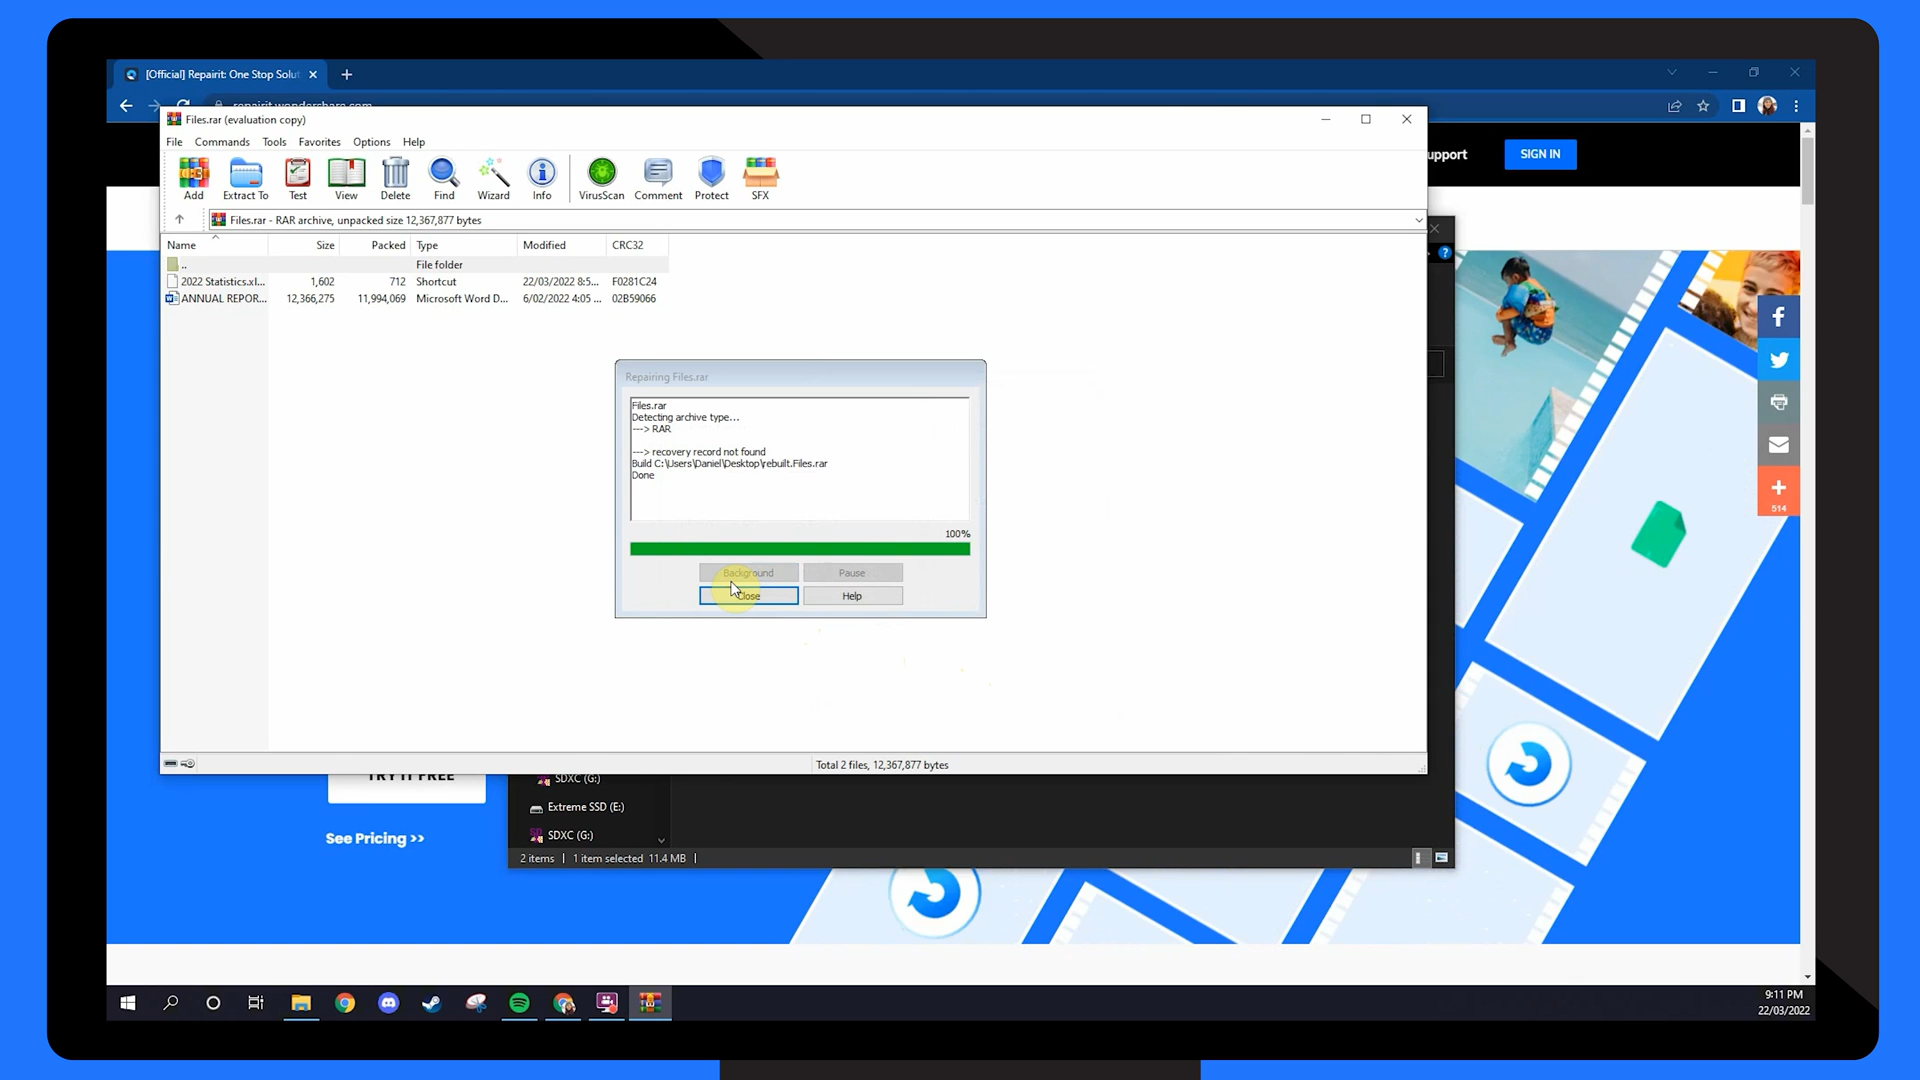 [Official] Repairit: One Stop Solut
repairit.wondershare.com
Files.rar (evaluation copy)
File Commands Tools Favorites Options Help
upport
SIGN IN
Add Extract To Test View Delete Find Wizard Info VirusScan Comment Protect SFX
Files.rar - RAR archive, unpacked size 12,367,877 bytes
Name Size Packed Type Modified CRC32
.. File folder
2022 Statistics.xl... 1,602 712 Shortcut 22/03/2022 8:5... F0281C24
ANNUAL REPOR... 12,366,275 11,994,069 Microsoft Word D... 6/02/2022 4:05 ... 02B59066
Repairing Files.rar
Files.rar
Detecting archive type...
---> RAR
---> recovery record not found
Build C:\Users\Daniel\Desktop\rebuilt.Files.rar
Done
100%
Background Pause
Close Help
514
Total 2 files, 12,367,877 bytes
TRY IT FREE
SDXC (G:)
Extreme SSD (E:)
SDXC (G:)
See Pricing >>
2 items 1 item selected 11.4 MB
9:11 PM
22/03/2022